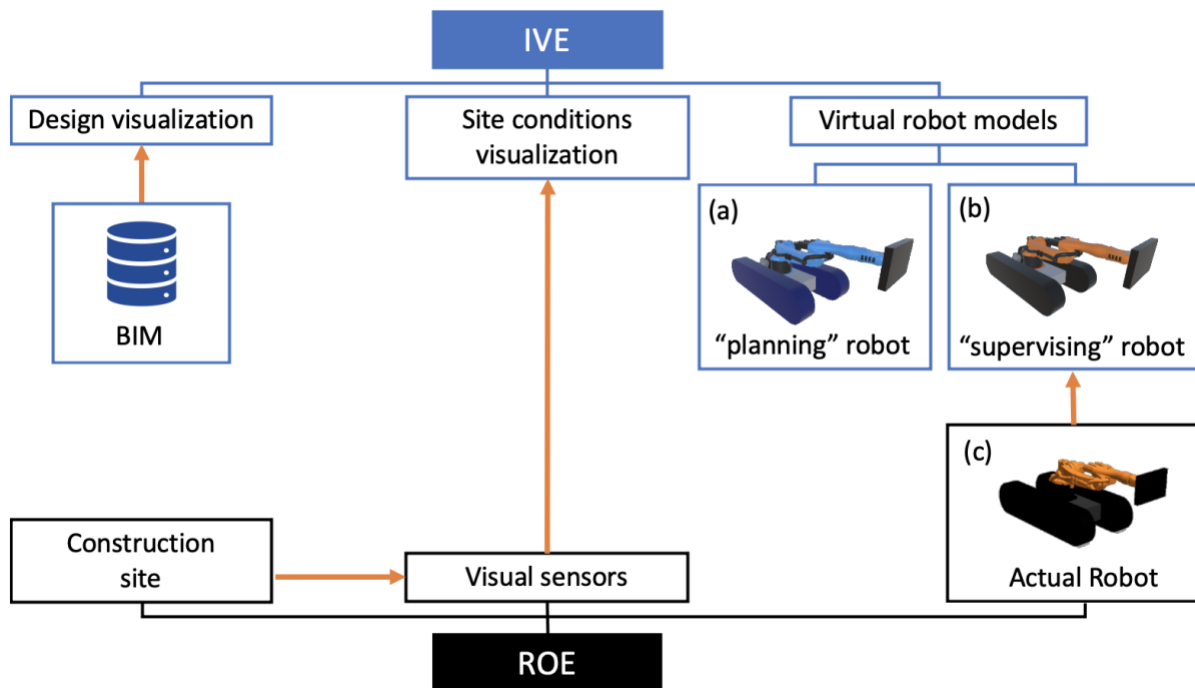 IVE
Design visualization
Site conditions
visualization
Virtual robot models
BIM
(a)
“planning” robot
(b)
“supervising” robot
(c)
Actual Robot
Construction
site
Visual sensors
ROE